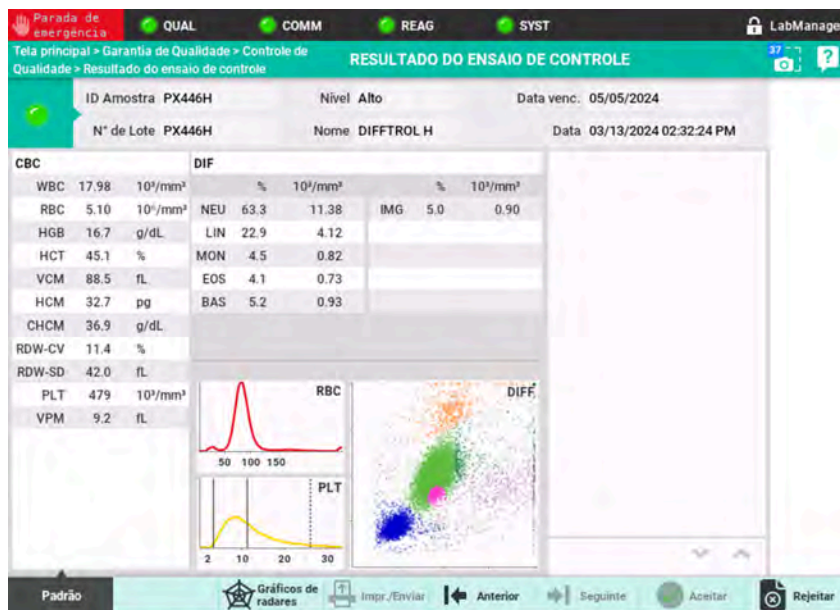 Parada de emergência QUAL COMM REAG SYST LabManage
Tela principal > Garantia de Qualidade > Controle de
Qualidade > Resultado do ensaio de controle
RESULTADO DO ENSAIO DE CONTROLE
37
?
ID Amostra PX446H Nível Alto Data venc. 05/05/2024
N° de Lote PX446H Nome DIFFTROL H Data 03/13/2024 02:32:24 PM
CBC
WBC 17.98 10³/mm³
RBC 5.10 10⁶/mm³
HGB 16.7 g/dL
HCT 45.1 %
VCM 88.5 fL
HCM 32.7 pg
CHCM 36.9 g/dL
RDW-CV 11.4 %
RDW-SD 42.0 fL
PLT 479 10³/mm³
VPM 9.2 fL
DIF
% 10³/mm³ % 10³/mm³
NEU 63.3 11.38 IMG 5.0 0.90
LIN 22.9 4.12
MON 4.5 0.82
EOS 4.1 0.73
BAS 5.2 0.93
RBC
50 100 150
PLT
2 10 20 30
DIFF
Padrão
Gráficos de
radares
Impr./Enviar
Anterior
Seguinte
Aceitar
Rejeitar